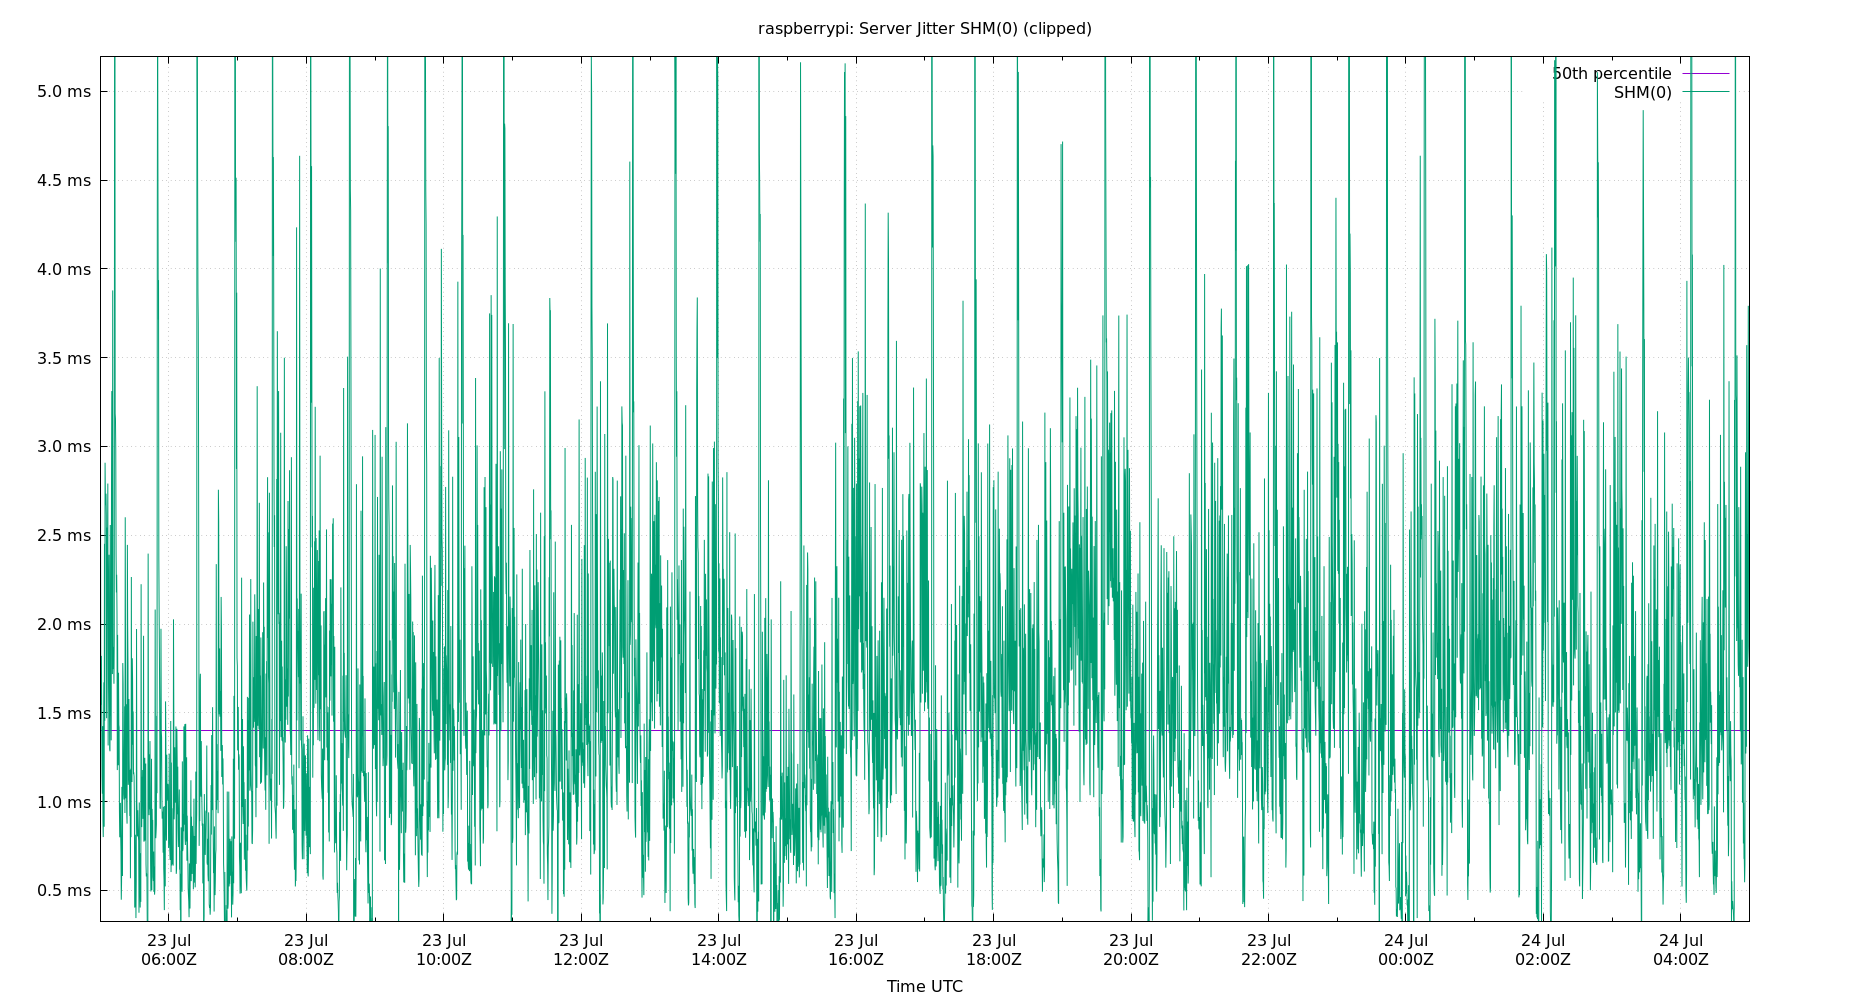 raspberrypi: Server Jitter SHM(0) (clipped)
50th percentile
SHM(0)
5.0 ms
4.5 ms
4.0 ms
3.5 ms
3.0 ms
2.5 ms
2.0 ms
1.5 ms
1.0 ms
0.5 ms
23 Jul 23 Jul 23 Jul 23 Jul 23 Jul 23 Jul 23 Jul 23 Jul 23 Jul 24 Jul 24 Jul 24 Jul
06:00Z 08:00Z 10:00Z 12:00Z 14:00Z 16:00Z 18:00Z 20:00Z 22:00Z 00:00Z 02:00Z 04:00Z
Time UTC